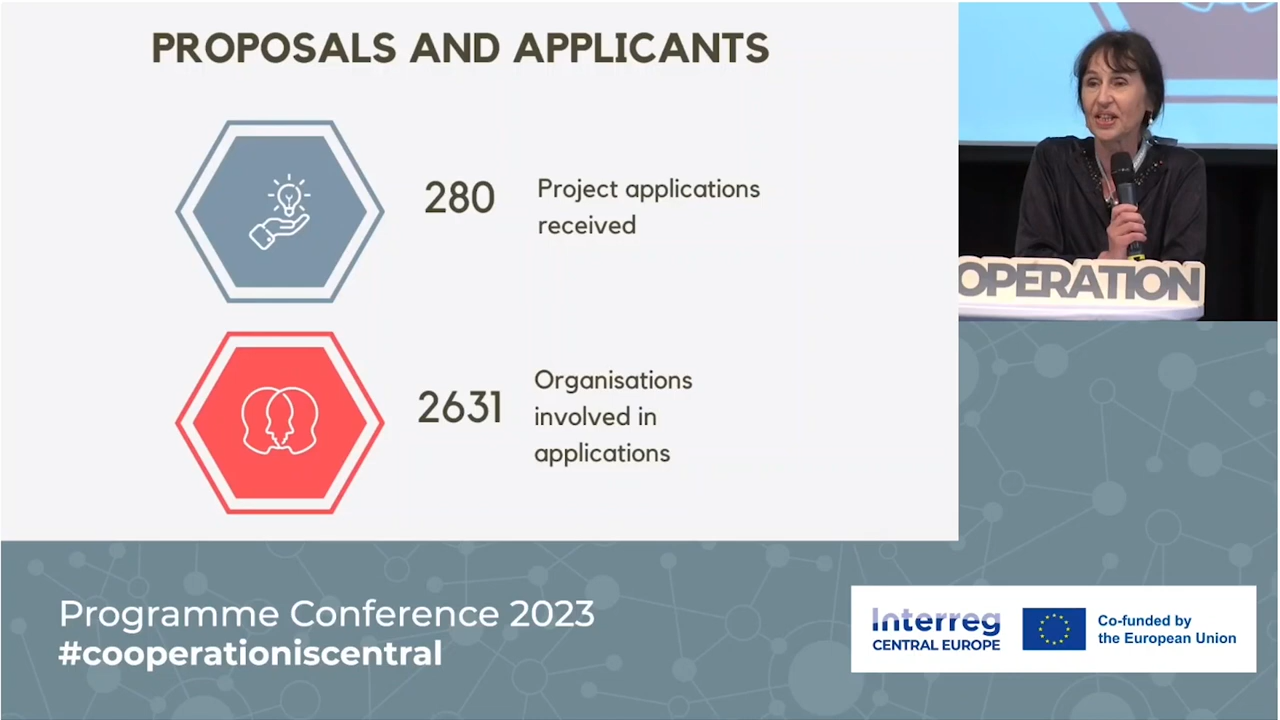 PROPOSALS AND APPLICANTS
280
Project applications
received
2631
Organisations
involved in
applications
OPERATION
Programme Conference 2023
#cooperationiscentral
Interreg
CENTRAL EUROPE
Co-funded by
the European Union